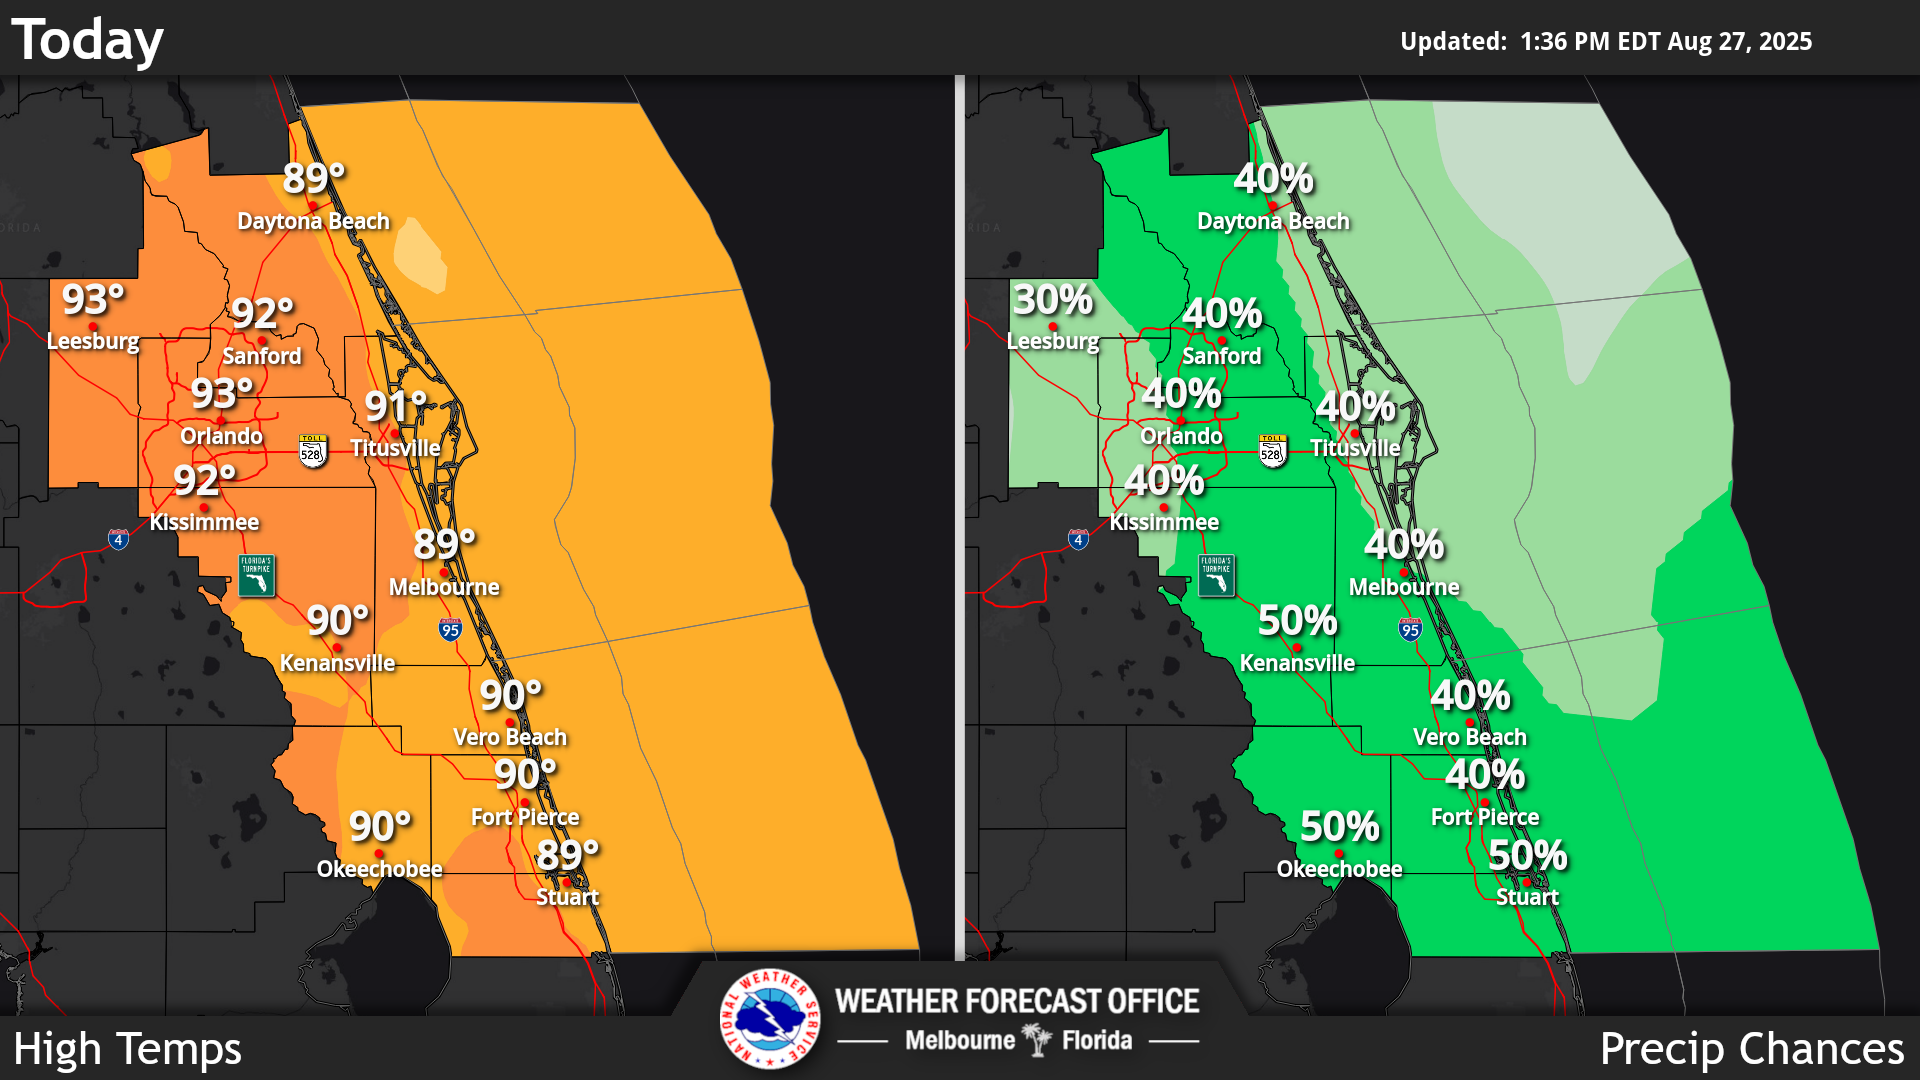 Today
Updated:  1:36 PM EDT Aug 27, 2025
89°
Daytona Beach
93°
Leesburg
92°
Sanford
93°
Orlando
91°
Titusville
TOLL
528
92°
Kissimmee
4
89°
Melbourne
FLORIDA'S
TURNPIKE
90°
Kenansville
95
90°
Vero Beach
90°
Fort Pierce
90°
Okeechobee
89°
Stuart
40%
Daytona Beach
30%
Leesburg
40%
Sanford
40%
Orlando
40%
Titusville
TOLL
528
40%
Kissimmee
4
40%
Melbourne
FLORIDA'S
TURNPIKE
50%
Kenansville
95
40%
Vero Beach
40%
Fort Pierce
50%
Okeechobee
50%
Stuart
NATIONAL WEATHER SERVICE
WEATHER FORECAST OFFICE
Melbourne Florida
High Temps
Precip Chances